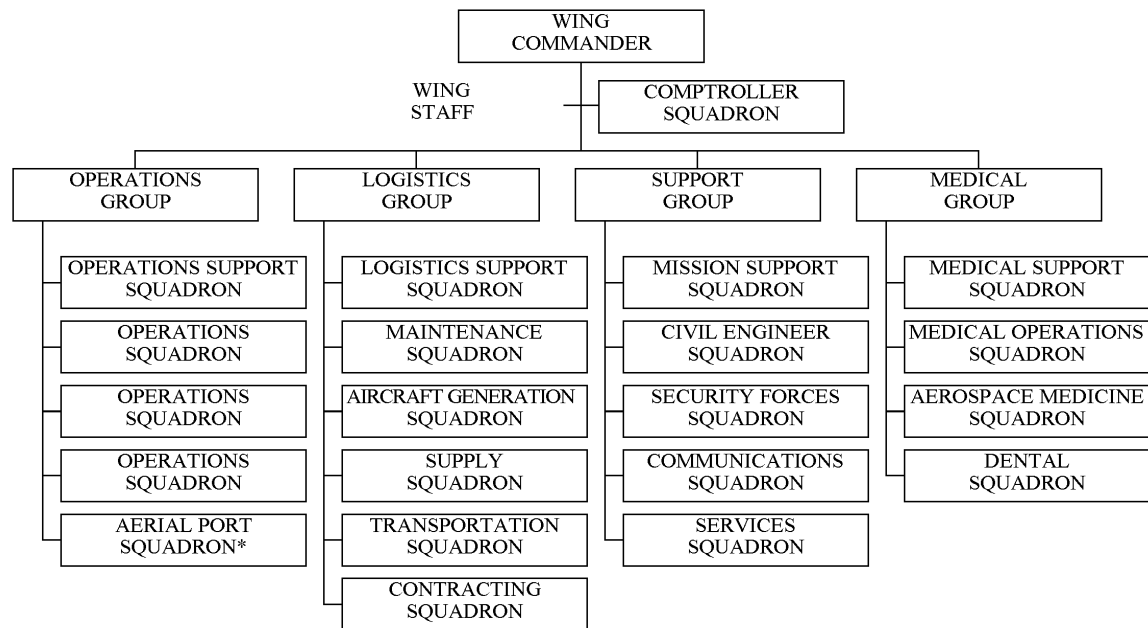 WING
COMMANDER
WING
STAFF
COMPTROLLER
SQUADRON
OPERATIONS
GROUP
LOGISTICS
GROUP
SUPPORT
GROUP
MEDICAL
GROUP
OPERATIONS SUPPORT
SQUADRON
OPERATIONS
SQUADRON
OPERATIONS
SQUADRON
OPERATIONS
SQUADRON
AERIAL PORT
SQUADRON*
LOGISTICS SUPPORT
SQUADRON
MAINTENANCE
SQUADRON
AIRCRAFT GENERATION
SQUADRON
SUPPLY
SQUADRON
TRANSPORTATION
SQUADRON
CONTRACTING
SQUADRON
MISSION SUPPORT
SQUADRON
CIVIL ENGINEER
SQUADRON
SECURITY FORCES
SQUADRON
COMMUNICATIONS
SQUADRON
SERVICES
SQUADRON
MEDICAL SUPPORT
SQUADRON
MEDICAL OPERATIONS
SQUADRON
AEROSPACE MEDICINE
SQUADRON
DENTAL
SQUADRON